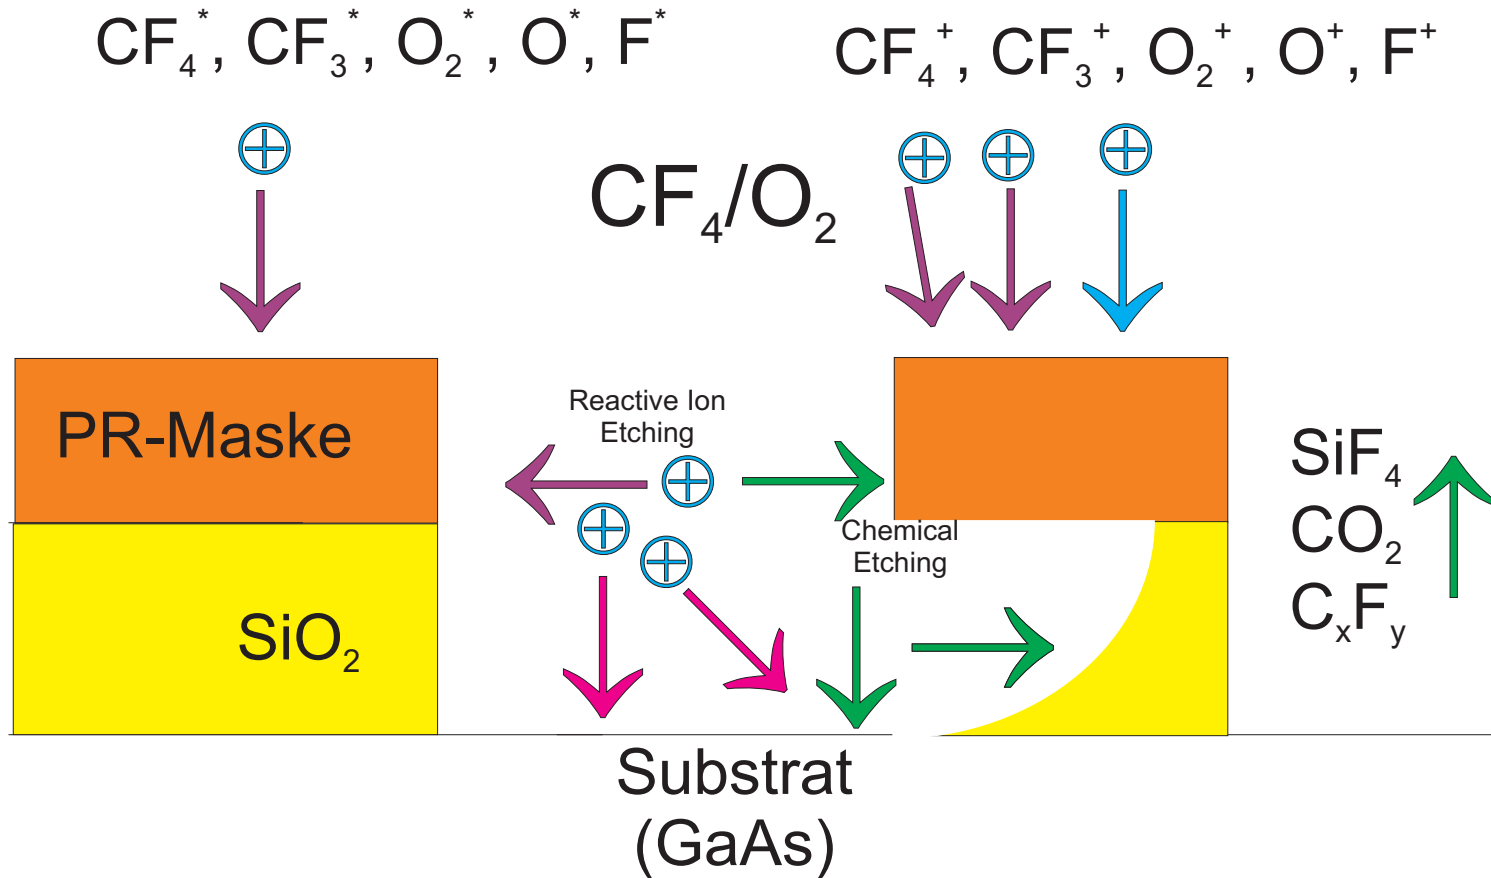 CF₄*, CF₃*, O₂*, O*, F*
CF₄⁺, CF₃⁺, O₂⁺, O⁺, F⁺
CF₄/O₂
PR-Maske
Reactive Ion
Etching
SiO₂
Chemical
Etching
SiF₄
CO₂
CₓFᵧ
Substrat
(GaAs)